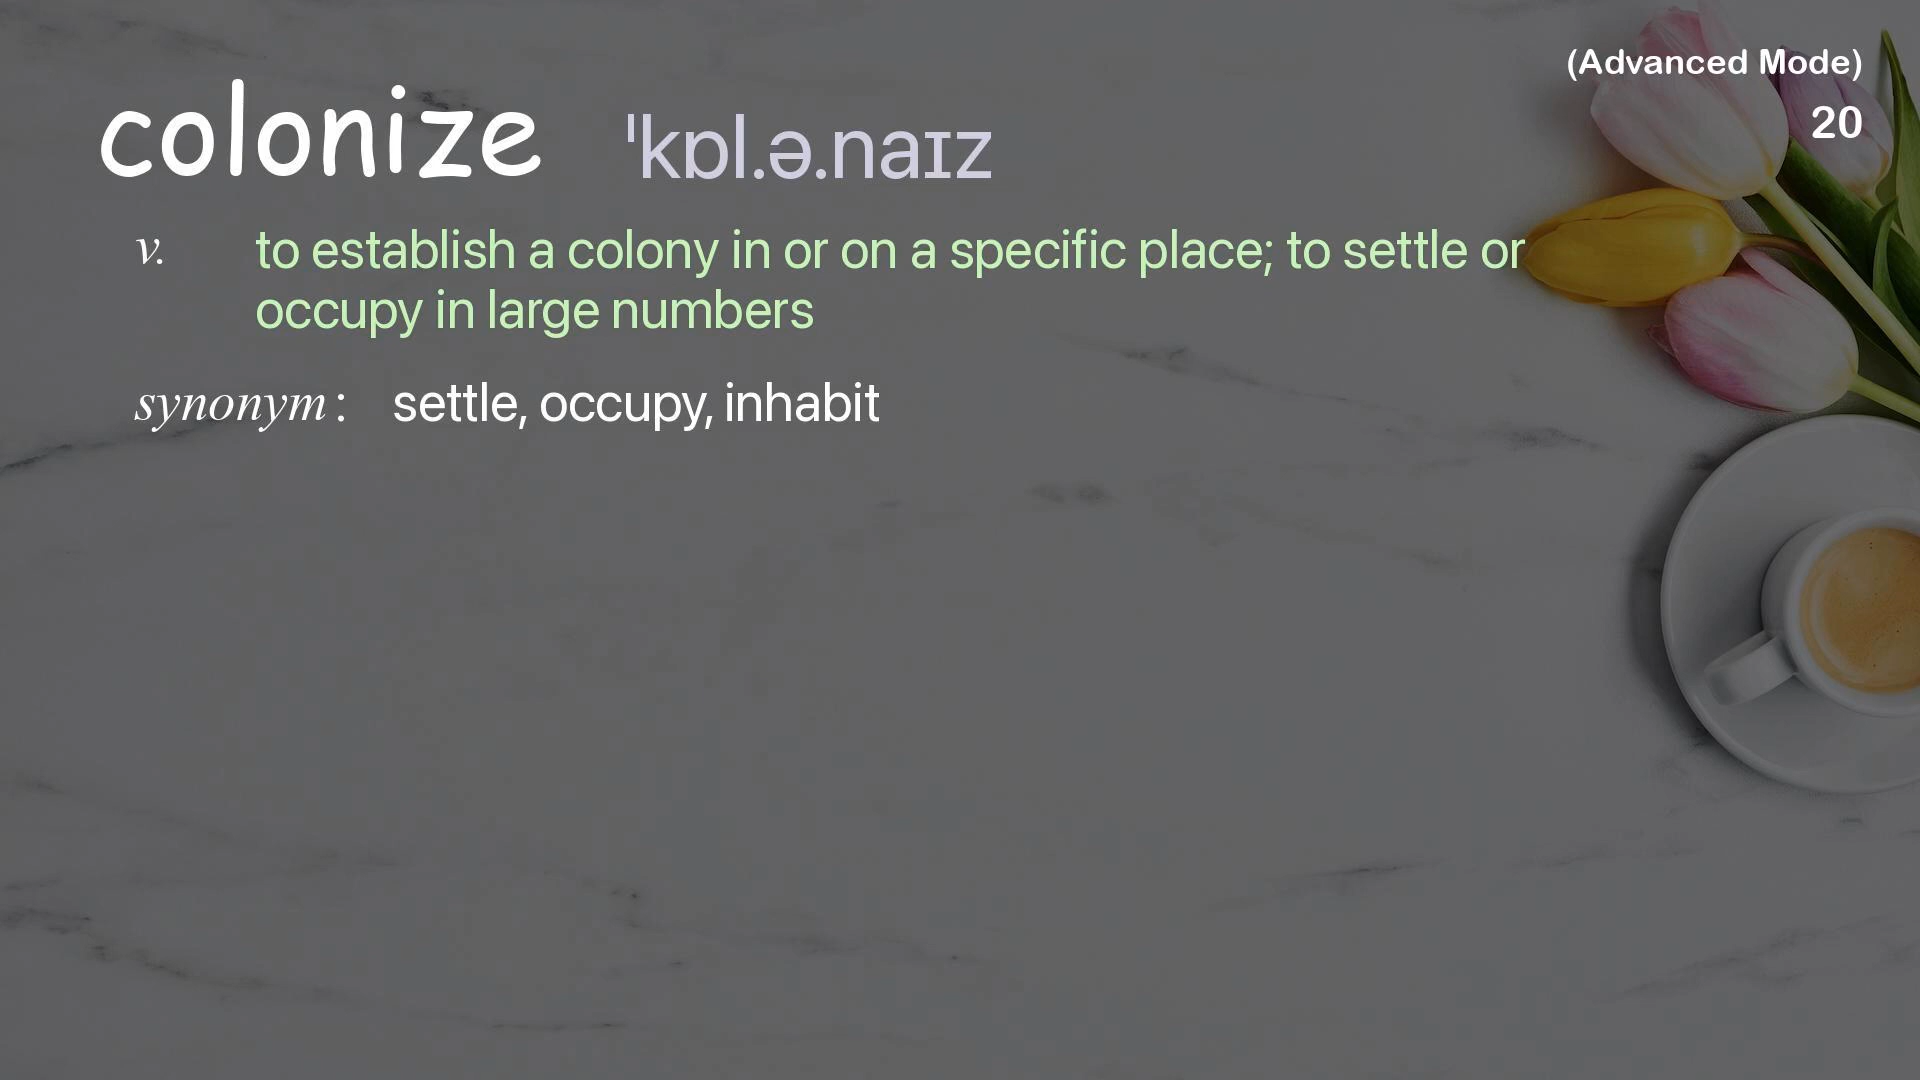 (Advanced Mode)
20
colonize ˈkɒl.ə.naɪz
v. to establish a colony in or on a specific place; to settle or
occupy in large numbers
synonym : settle, occupy, inhabit